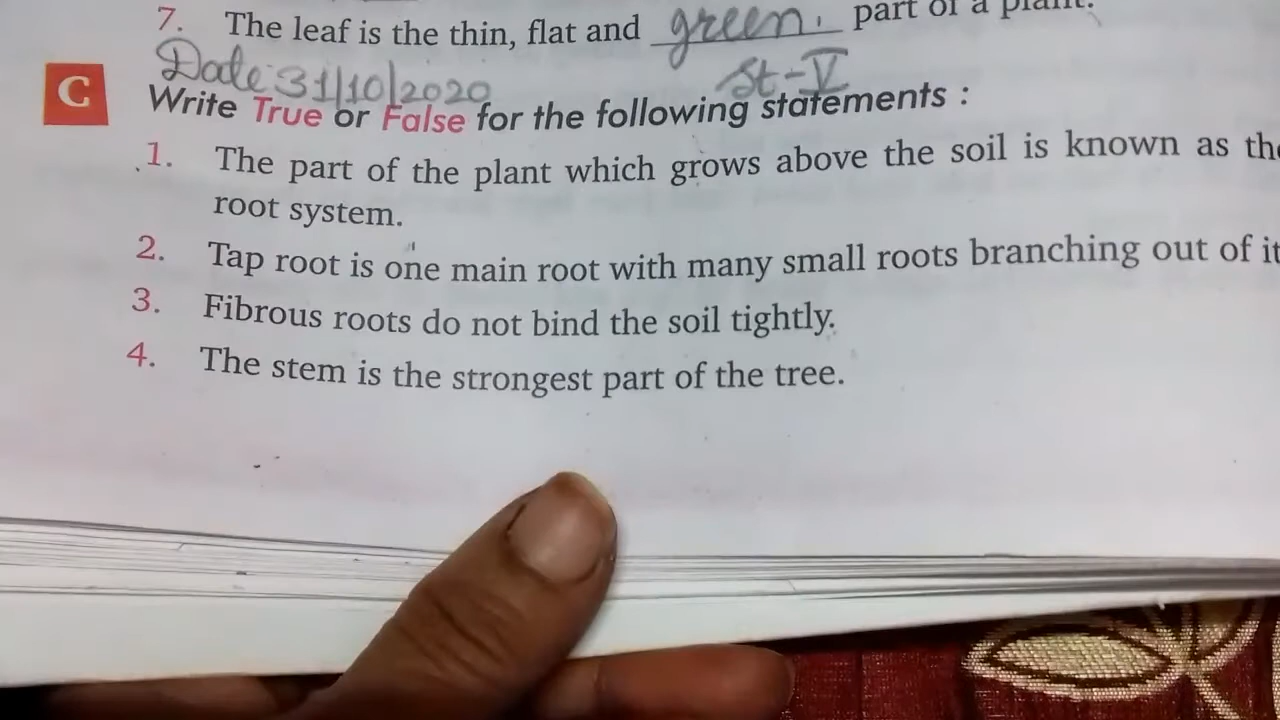 7. The leaf is the thin, flat and green. part of a plant.
Date: 31/10/2020 St-V
C Write True or False for the following statements :
1. The part of the plant which grows above the soil is known as the
root system.
2. Tap root is one main root with many small roots branching out of it
3. Fibrous roots do not bind the soil tightly.
4. The stem is the strongest part of the tree.